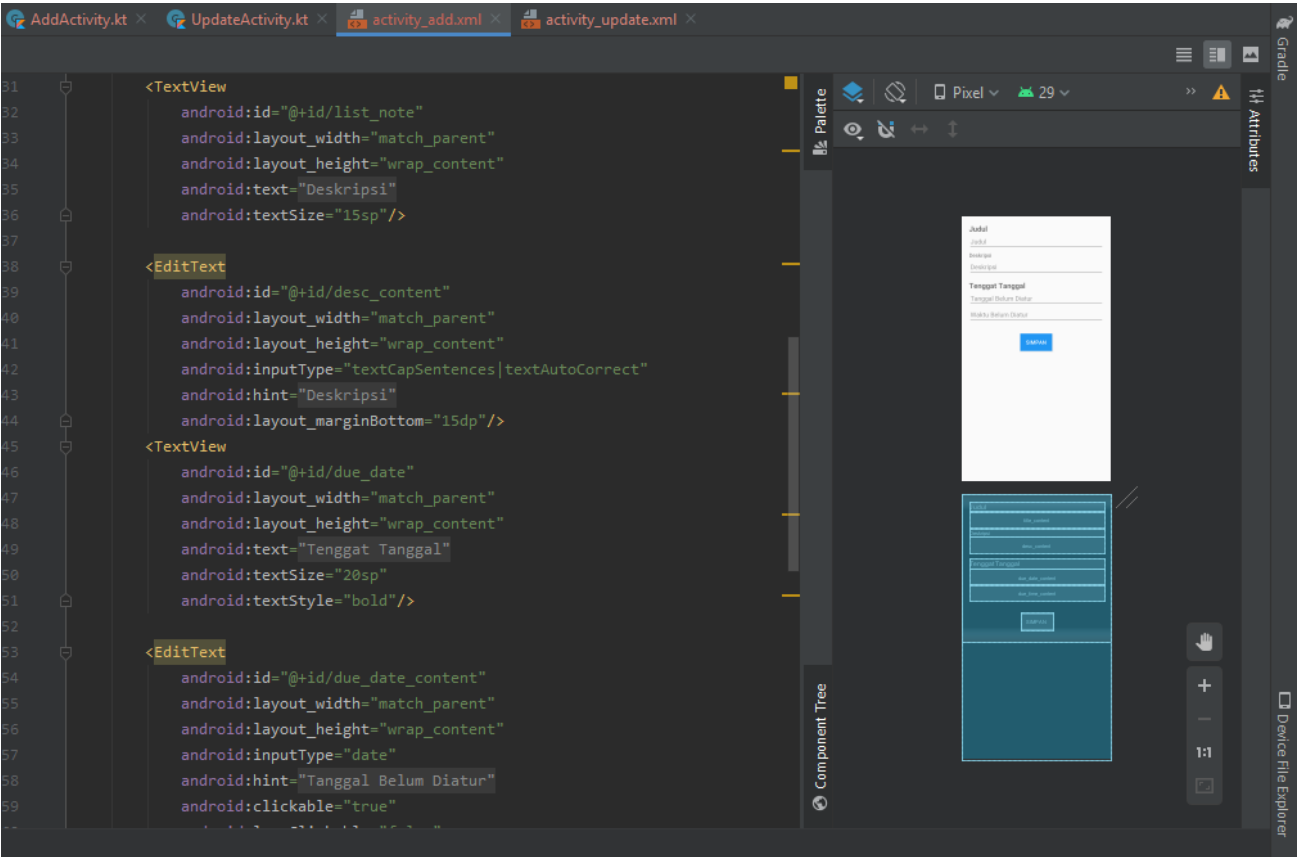 AddActivity.kt
UpdateActivity.kt
activity_add.xml
activity_update.xml
31 <TextView
32 android:id="@+id/list_note"
33 android:layout_width="match_parent"
34 android:layout_height="wrap_content"
35 android:text="Deskripsi"
36 android:textSize="15sp"/>
37
38 <EditText
39 android:id="@+id/desc_content"
40 android:layout_width="match_parent"
41 android:layout_height="wrap_content"
42 android:inputType="textCapSentences|textAutoCorrect"
43 android:hint="Deskripsi"
44 android:layout_marginBottom="15dp"/>
45 <TextView
46 android:id="@+id/due_date"
47 android:layout_width="match_parent"
48 android:layout_height="wrap_content"
49 android:text="Tenggat Tanggal"
50 android:textSize="20sp"
51 android:textStyle="bold"/>
52
53 <EditText
54 android:id="@+id/due_date_content"
55 android:layout_width="match_parent"
56 android:layout_height="wrap_content"
57 android:inputType="date"
58 android:hint="Tanggal Belum Diatur"
59 android:clickable="true"
Palette
Component Tree
Pixel
29
Judul
Judul
Deskripsi
Deskripsi
Tenggat Tanggal
Tanggal Belum Diatur
Waktu Belum Diatur
SIMPAN
Judul
title_content
Deskripsi
desc_content
Tenggat Tanggal
due_date_content
due_time_content
SIMPAN
1:1
Gradle
Attributes
Device File Explorer